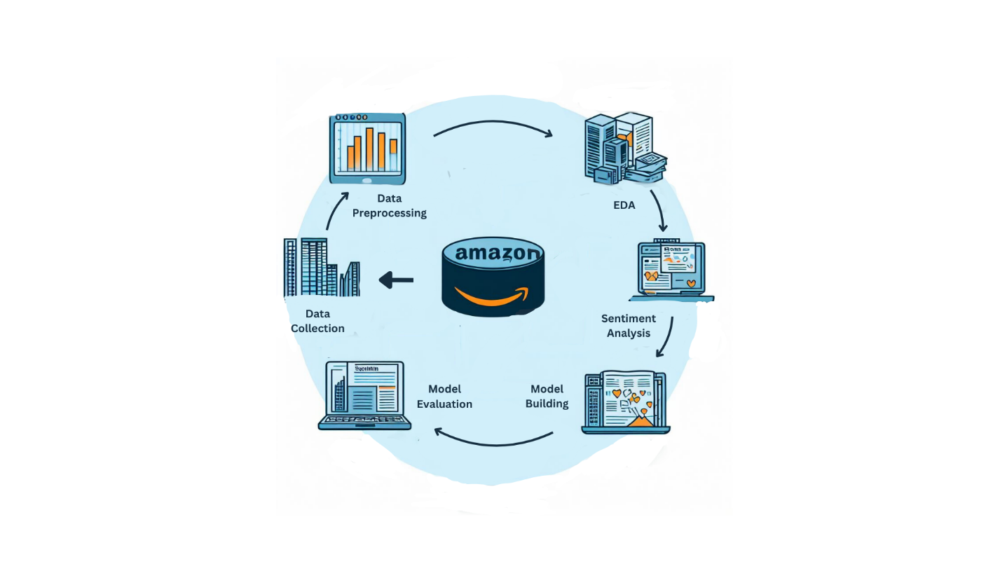 Data
Preprocessing
EDA
amazon
Data
Collection
Sentiment
Analysis
Model
Evaluation
Model
Building